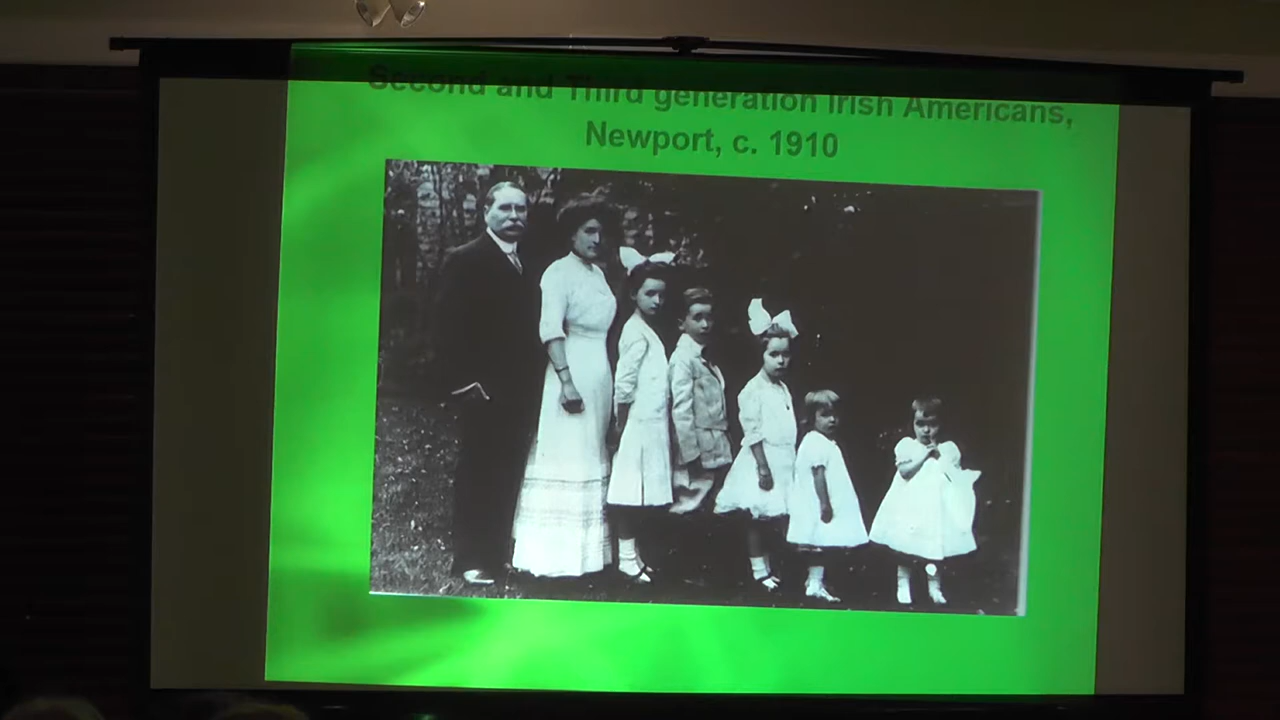 Second and Third generation Irish Americans,
Newport, c. 1910